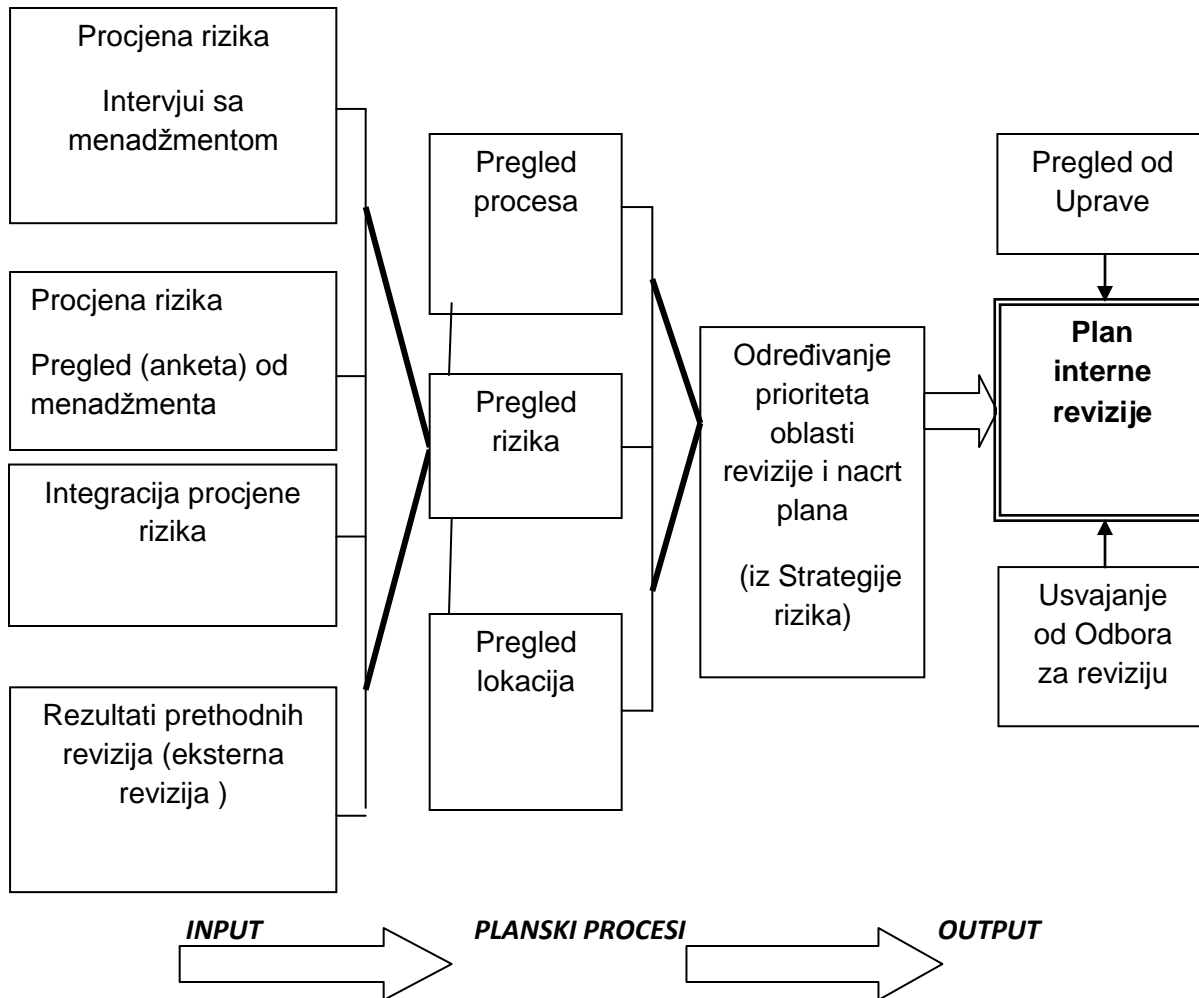 Procjena rizika
Intervjui sa
menadžmentom
Procjena rizika
Pregled (anketa) od
menadžmenta
Integracija procjene
rizika
Rezultati prethodnih
revizija (eksterna
revizija )
Pregled
procesa
Pregled
rizika
Pregled
lokacija
Određivanje
prioriteta
oblasti
revizije i nacrt
plana
(iz Strategije
rizika)
Pregled od
Uprave
Plan
interne
revizije
Usvajanje
od Odbora
za reviziju
INPUT
PLANSKI PROCESI
OUTPUT